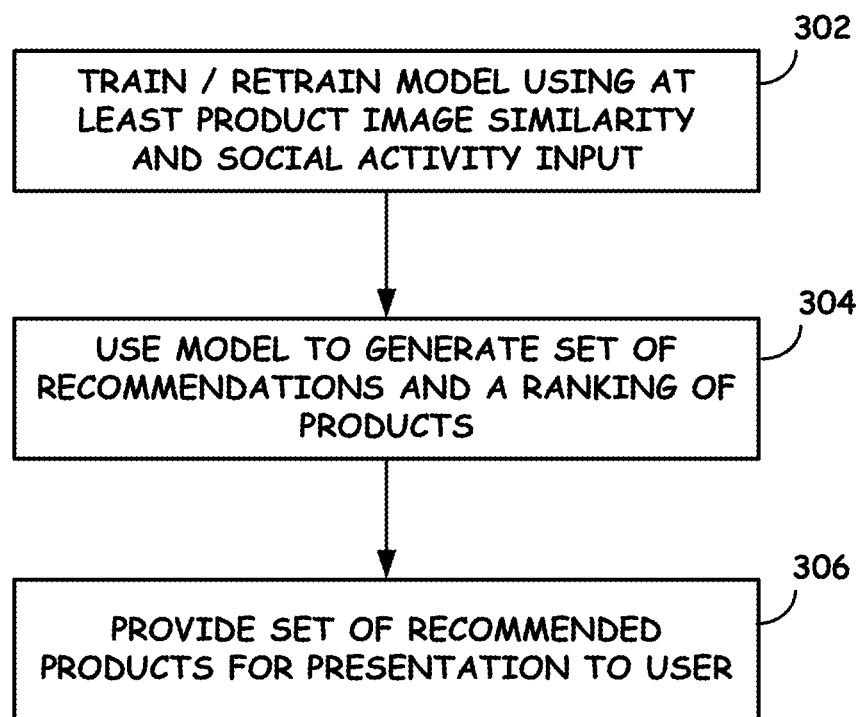 302
TRAIN / RETRAIN MODEL USING AT
LEAST PRODUCT IMAGE SIMILARITY
AND SOCIAL ACTIVITY INPUT
304
USE MODEL TO GENERATE SET OF
RECOMMENDATIONS AND A RANKING OF
PRODUCTS
306
PROVIDE SET OF RECOMMENDED
PRODUCTS FOR PRESENTATION TO USER